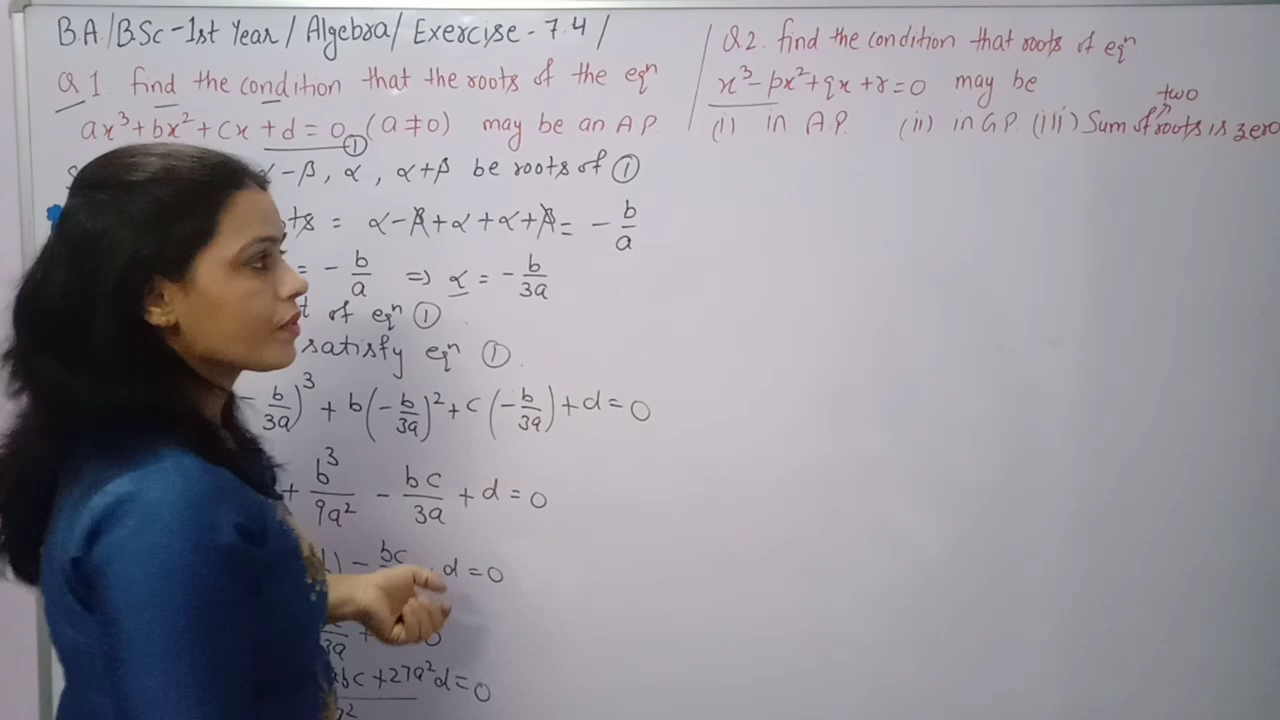 B.A/B.Sc-1st Year/ Algebra/ Exercise-7.4/
Q 1. find the condition that the roots of the eqⁿ
ax³+bx²+cx+d=0 (a≠0) may be an A.P.
①
-β, α, α+β be roots of ①
= α-β+α+α+β = -b/a
= -b/a ⇒ α = -b/3a
of eqⁿ ①.
satisfy eqⁿ ①.
-b/3a)³ + b(-b/3a)² + c(-b/3a) + d = 0
+ b³/9a² - bc/3a + d = 0
- bc d = 0
3a
bc + 27a²d = 0
Q.2. find the condition that roots of eqⁿ
x³-px²+qx+r=0 may be
two
(i) in A.P. (ii) in G.P. (iii) Sum of roots is zero